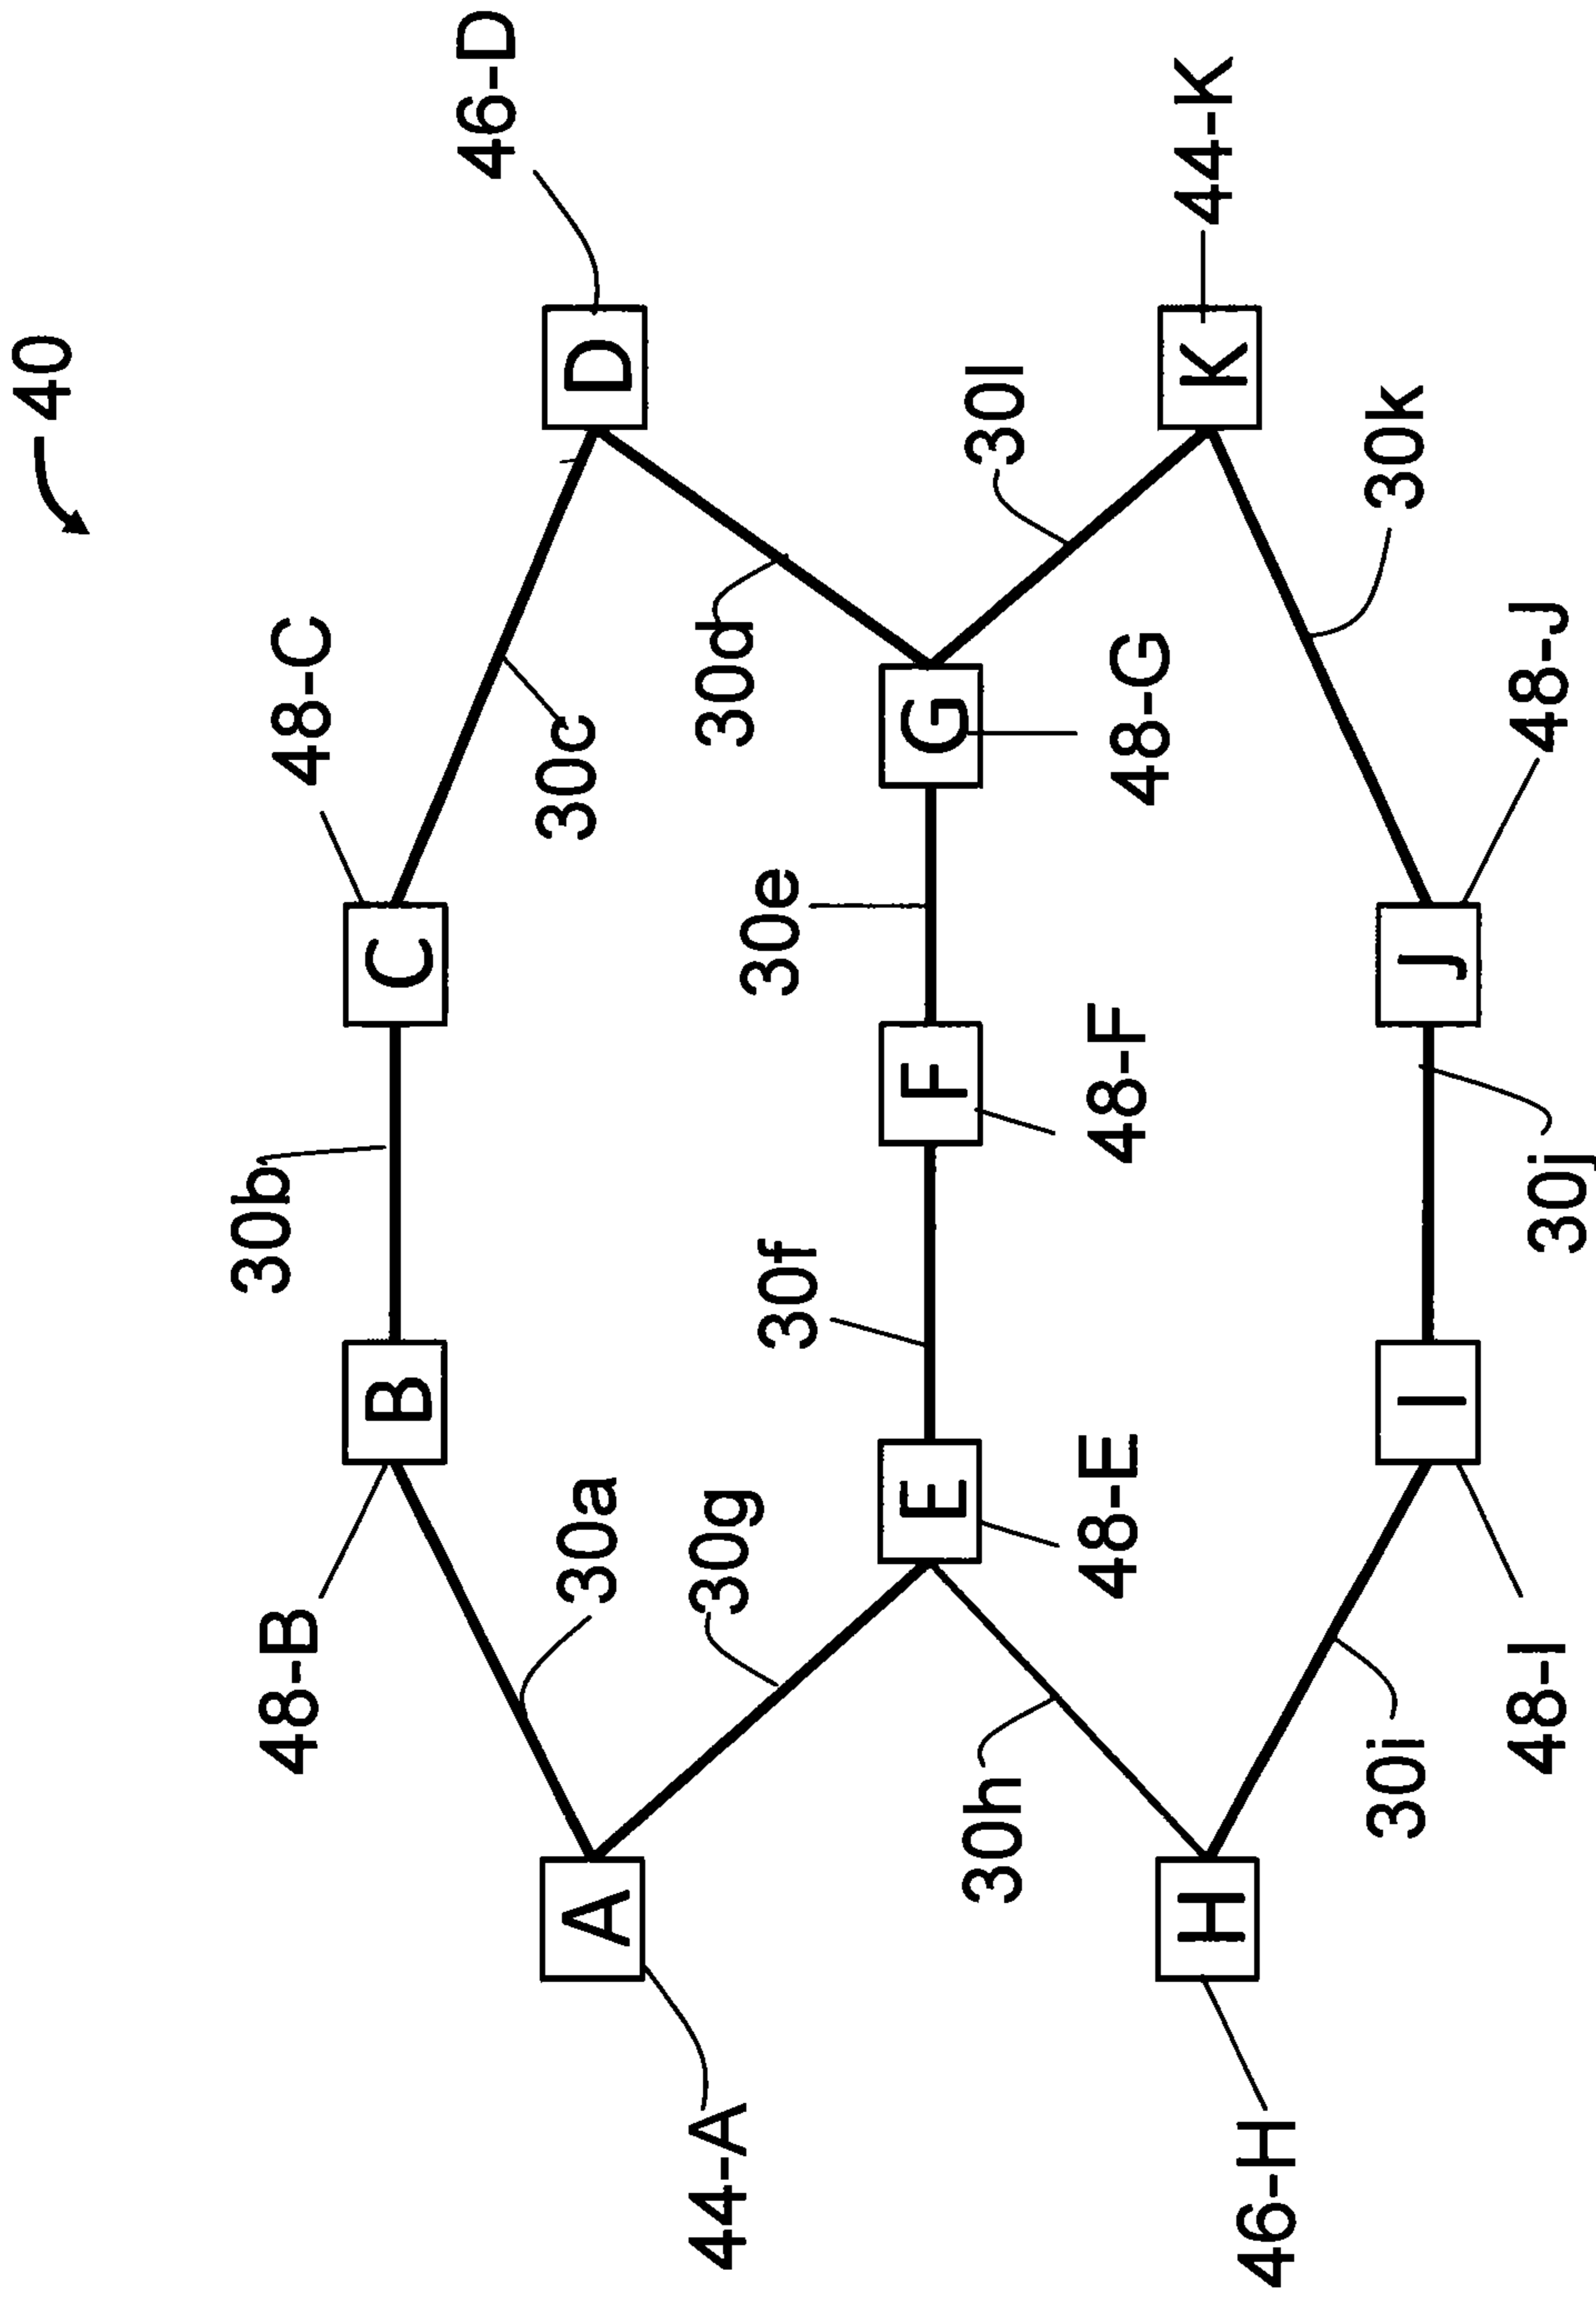 40
48-B
30b
48-C
B
C
30a
30c
46-D
44-A
A
D
30g
30f
30e
30d
E
F
G
48-E
48-F
48-G
30h
30l
46-H
H
K
44-K
30i
30k
I
J
48-I
30j
48-J